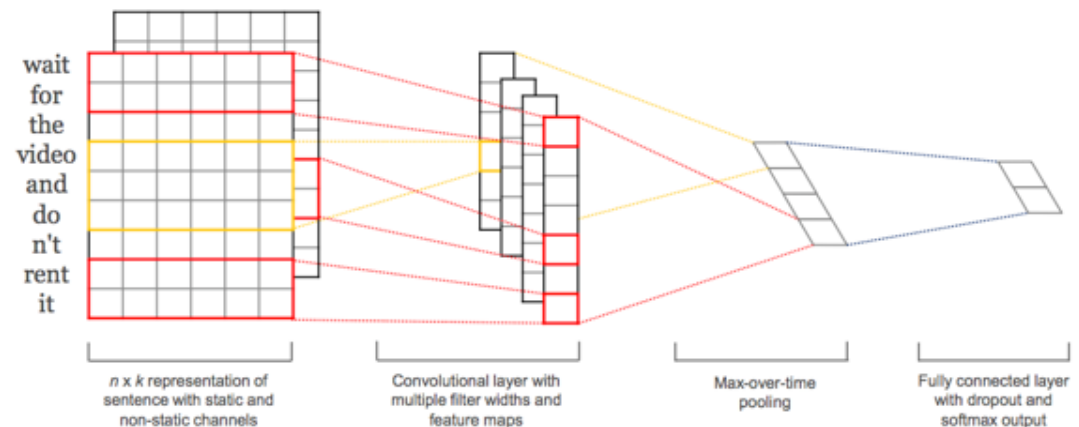 wait
for
the
video
and
do
n't
rent
it
n x k representation of
sentence with static and
non-static channels
Convolutional layer with
multiple filter widths and
feature maps
Max-over-time
pooling
Fully connected layer
with dropout and
softmax output